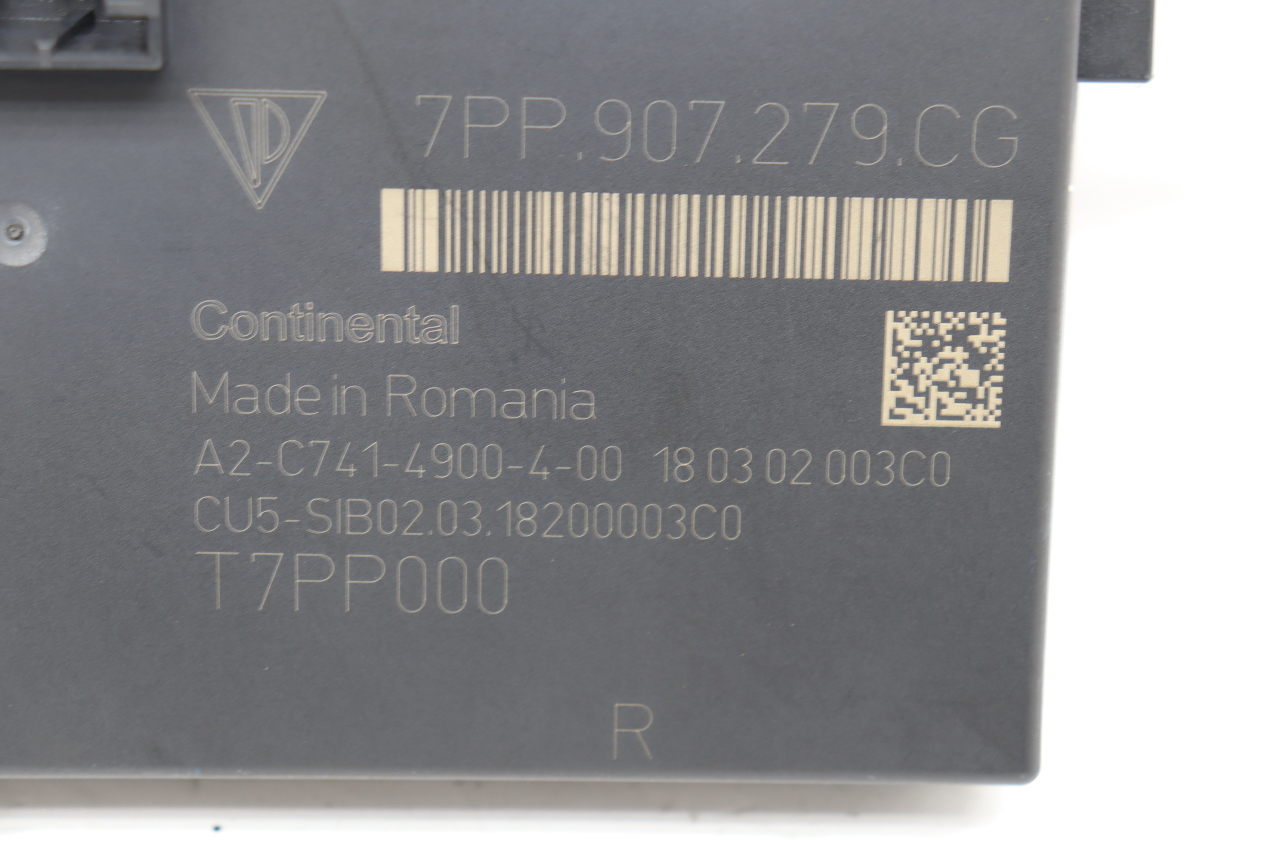 7PP.907.279.CG
Continental
Made in Romania
A2-C741-4900-4-00 18 03 02 003C0
CU5-SIB02.03.18200003C0
T7PP000
R